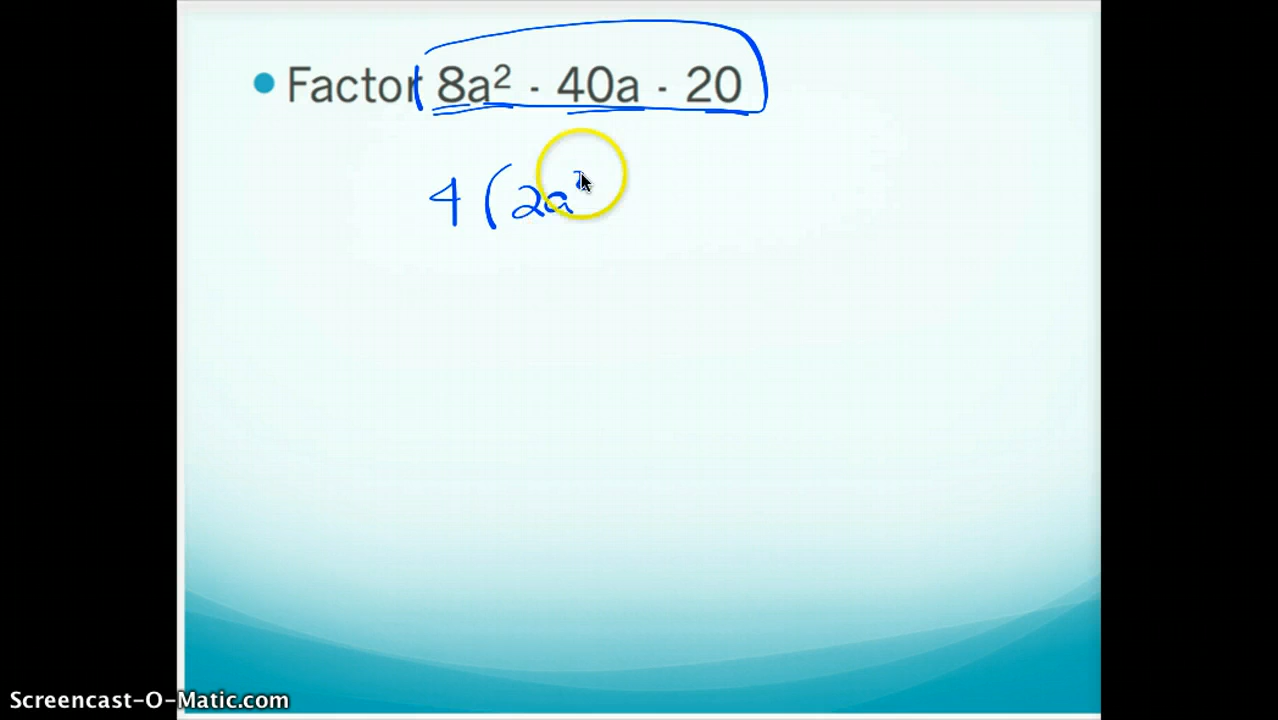 • Factor 8a² - 40a - 20
4 (2a²
Screencast-O-Matic.com